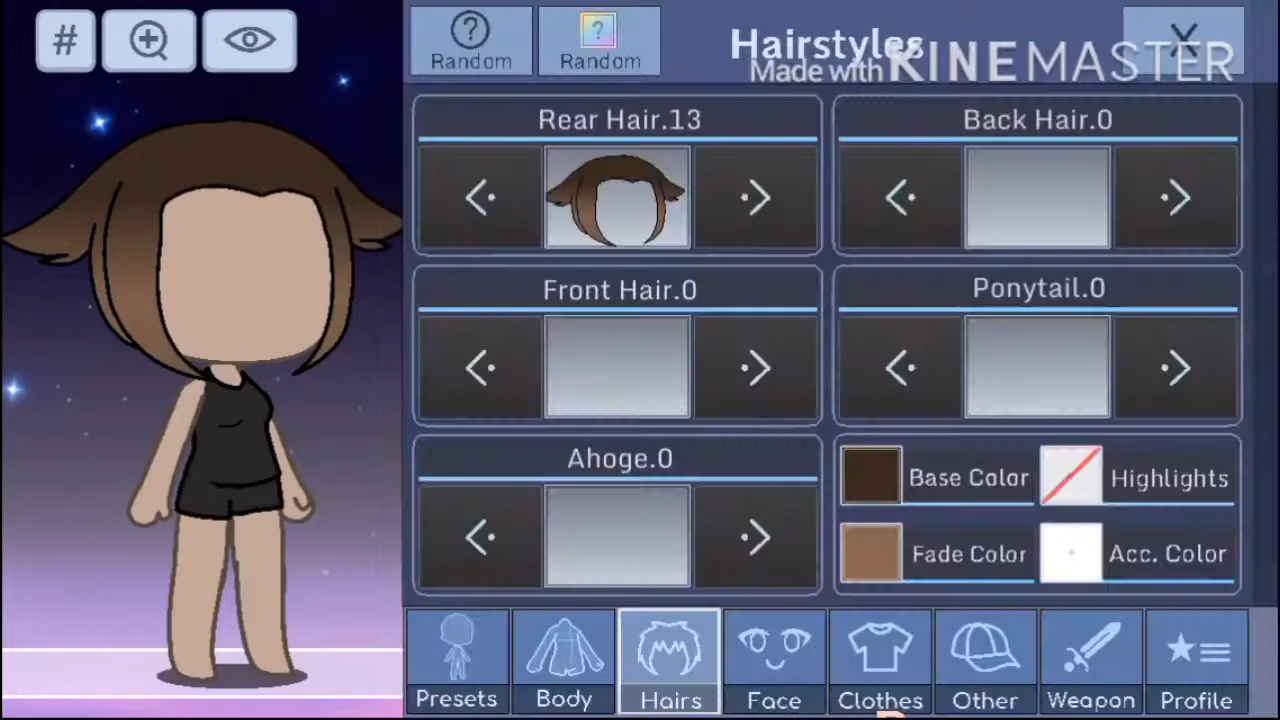 #
? Random
? Random
Hairstyles
X
Made with KINEMASTER
Rear Hair.13
Back Hair.0
Front Hair.0
Ponytail.0
Ahoge.0
Base Color
Highlights
Fade Color
Acc. Color
Presets
Body
Hairs
Face
Clothes
Other
Weapon
Profile